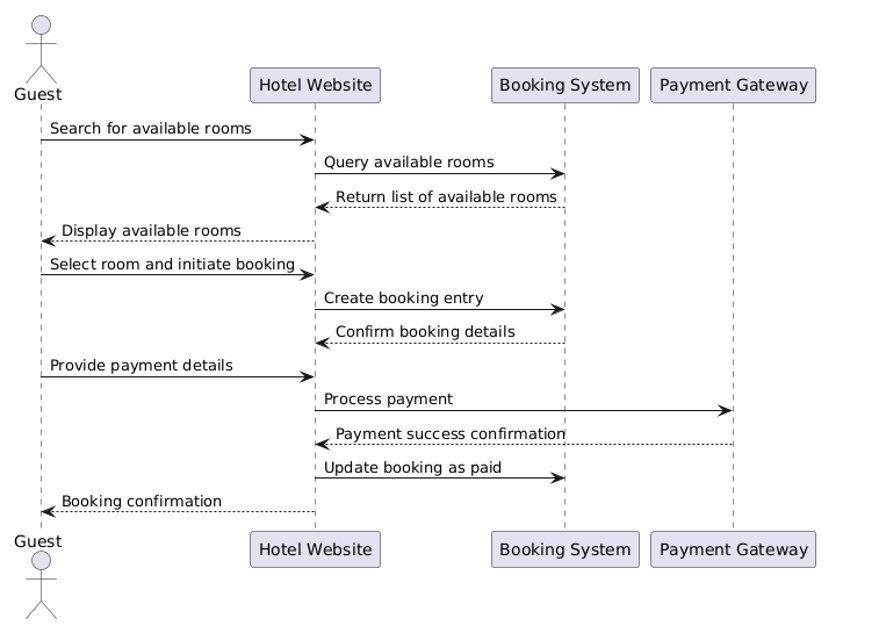 Guest
Hotel Website
Booking System
Payment Gateway
Search for available rooms
Query available rooms
Return list of available rooms
Display available rooms
Select room and initiate booking
Create booking entry
Confirm booking details
Provide payment details
Process payment
Payment success confirmation
Update booking as paid
Booking confirmation
Guest
Hotel Website
Booking System
Payment Gateway